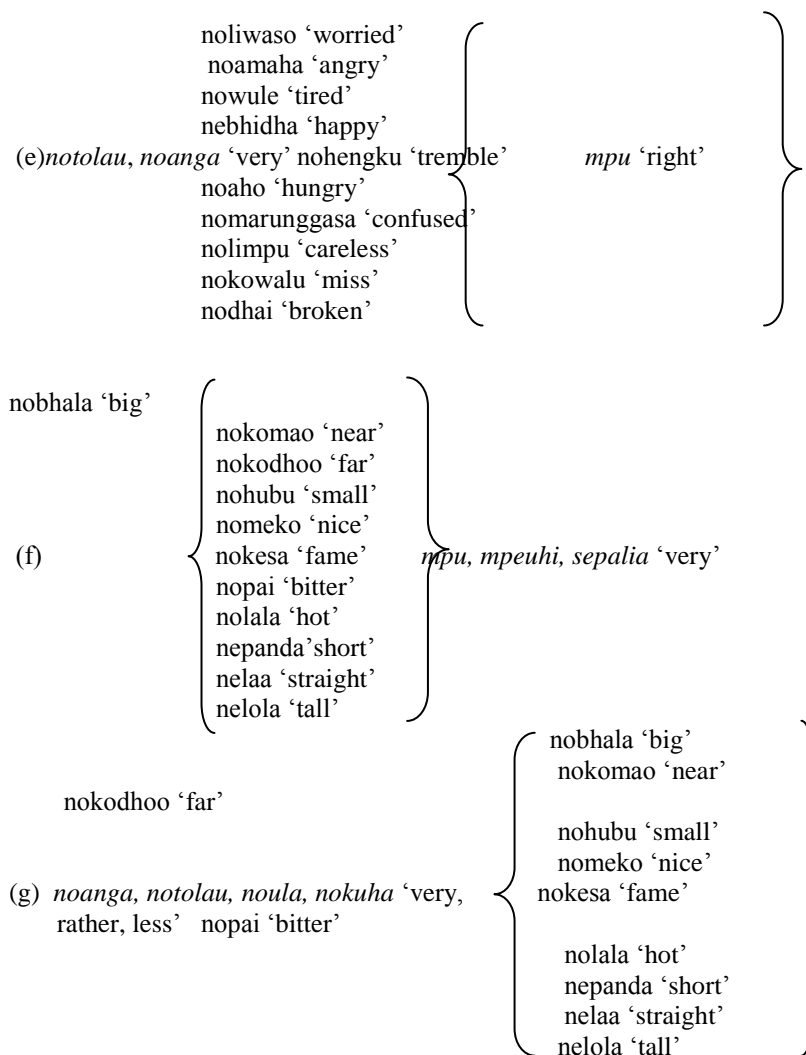 noliwaso ‘worried’
noamaha ‘angry’
nowule ‘tired’
nebhidha ‘happy’
(e)notolau, noanga ‘very’ nohengku ‘tremble’ mpu ‘right’
noaho ‘hungry’
nomarunggasa ‘confused’
nolimpu ‘careless’
nokowalu ‘miss’
nodhai ‘broken’
nobhala ‘big’
nokomao ‘near’
nokodhoo ‘far’
nohubu ‘small’
nomeko ‘nice’
(f) nokesa ‘fame’ mpu, mpeuhi, sepalia ‘very’
nopai ‘bitter’
nolala ‘hot’
nepanda’short’
nelaa ‘straight’
nelola ‘tall’
nobhala ‘big’
nokomao ‘near’
nokodhoo ‘far’
nohubu ‘small’
nomeko ‘nice’
(g) noanga, notolau, noula, nokuha ‘very, nokesa ‘fame’
rather, less’ nopai ‘bitter’
nolala ‘hot’
nepanda ‘short’
nelaa ‘straight’
nelola ‘tall’